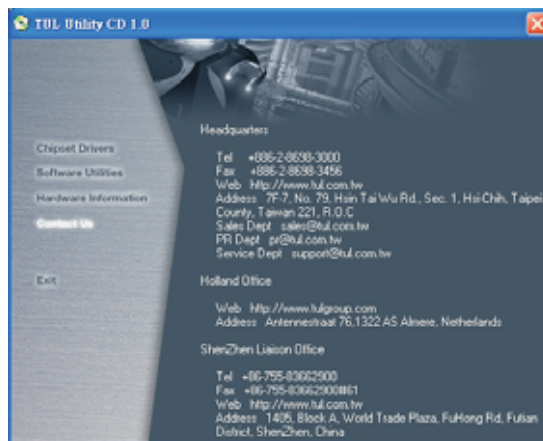 TUL Utility CD 1.0
Chipset Drivers
Software Utilities
Hardware Information
Contact Us
Exit
Headquarters
Tel +886-2-8698-3000
Fax +886-2-8698-3456
Web http://www.tul.com.tw
Address 7F-7, No. 79, Hsin Tai Wu Rd., Sec. 1, Hsi-Chih, Taipei
County, Taiwan 221, R.O.C
Sales Dept sales@tul.com.tw
PR Dept pr@tul.com.tw
Service Dept support@tul.com.tw
Holland Office
Web http://www.tulgroup.com
Address Antennestraat 76,1322 AS Almere, Netherlands
ShenZhen Liaison Office
Tel +86-755-83662900
Fax +86-755-83662900#861
Web http://www.tul.com.tw
Address 1405, Block A, World Trade Plaza, FuHong Rd, Futian
District, ShenZhen, China